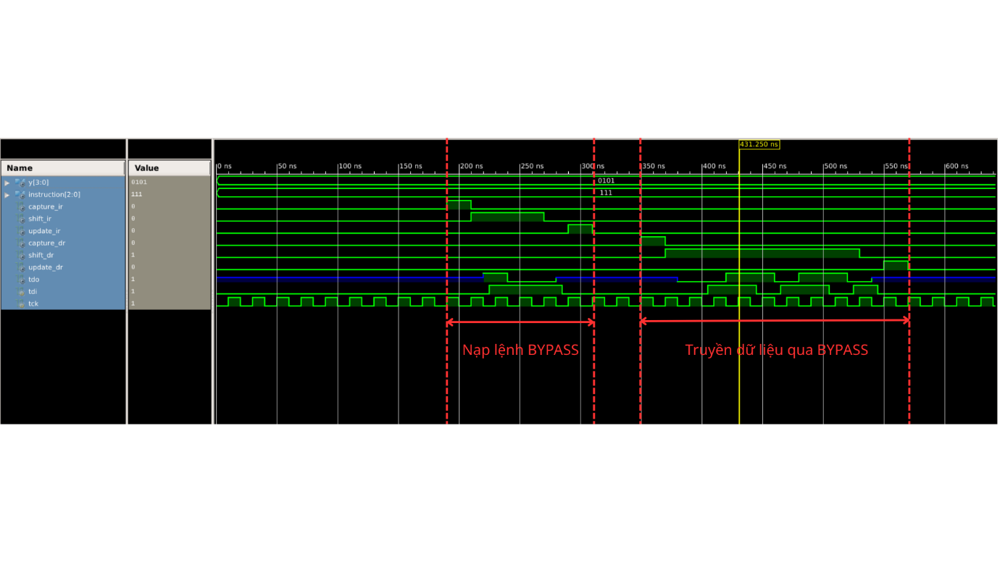 431.250 ns
Name
Value
0 ns
50 ns
100 ns
150 ns
200 ns
250 ns
300 ns
350 ns
400 ns
450 ns
500 ns
550 ns
600 ns
y[3:0]
0101
0101
instruction[2:0]
111
111
capture_ir
0
shift_ir
0
update_ir
0
capture_dr
0
shift_dr
1
update_dr
0
tdo
1
tdi
1
tck
1
Nạp lệnh BYPASS
Truyền dữ liệu qua BYPASS